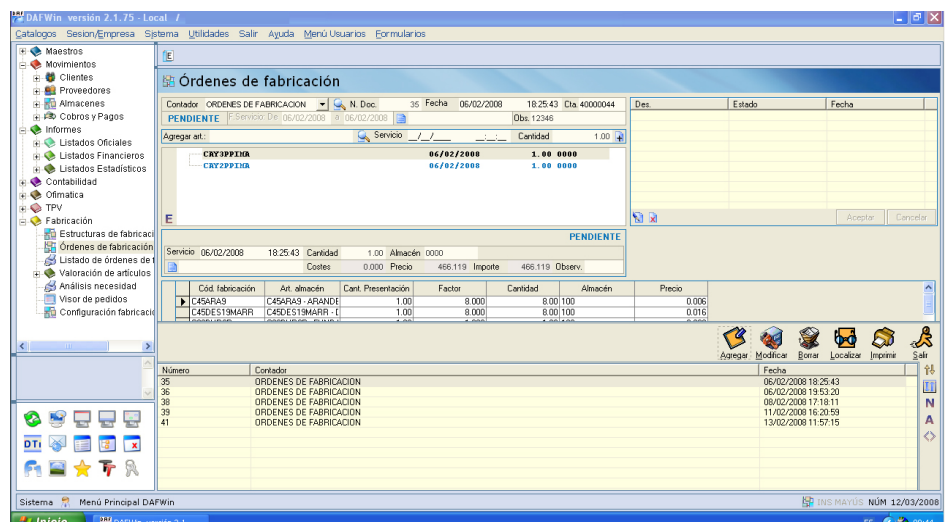 DAFWin versión 2.1.75 - Local /
Catalogos Sesion/Empresa Sistema Utilidades Salir Ayuda Menú Usuarios Formularios
Maestros
Movimientos
Clientes
Proveedores
Almacenes
Cobros y Pagos
Informes
Listados Oficiales
Listados Financieros
Listados Estadísticos
Contabilidad
Ofimatica
TPV
Fabricación
Estructuras de fabricaci
Órdenes de fabricación
Listado de órdenes de f
Valoración de artículos
Análisis necesidad
Visor de pedidos
Configuración fabricaci
E
Órdenes de fabricación
Contador ORDENES DE FABRICACION N. Doc. 35 Fecha 06/02/2008 18:25:43 Cta. 40000044
PENDIENTE F.Servicio: De 06/02/2008 a 06/02/2008 Obs. 12346
Agregar art.: Servicio _/_/____ __:__:__ Cantidad 1.00
CRY3PPIMA 06/02/2008 1.00 0000
CRY2PPIMA 06/02/2008 1.00 0000
E
Des. Estado Fecha
Aceptar Cancelar
PENDIENTE
Servicio 06/02/2008 18:25:43 Cantidad 1.00 Almacén 0000
Costes 0.000 Precio 466.119 Importe 466.119 Observ.
Cód. fabricación Art. almacén Cant. Presentación Factor Cantidad Almacén Precio
C45ARA9 C45ARA9 - ARANDE 1.00 8.000 8.00 100 0.006
C45DES19MARR C45DES19MARR - 1.00 8.000 8.00 100 0.016
Agregar Modificar Borrar Localizar Imprimir Salir
Número Contador Fecha
35 ORDENES DE FABRICACION 06/02/2008 18:25:43
36 ORDENES DE FABRICACION 06/02/2008 19:53:20
38 ORDENES DE FABRICACION 08/02/2008 17:18:11
39 ORDENES DE FABRICACION 11/02/2008 16:20:59
41 ORDENES DE FABRICACION 13/02/2008 11:57:15
N
A
DTI
Sistema Menú Principal DAFWin
INS MAYÚS NÚM 12/03/2008
Inicio